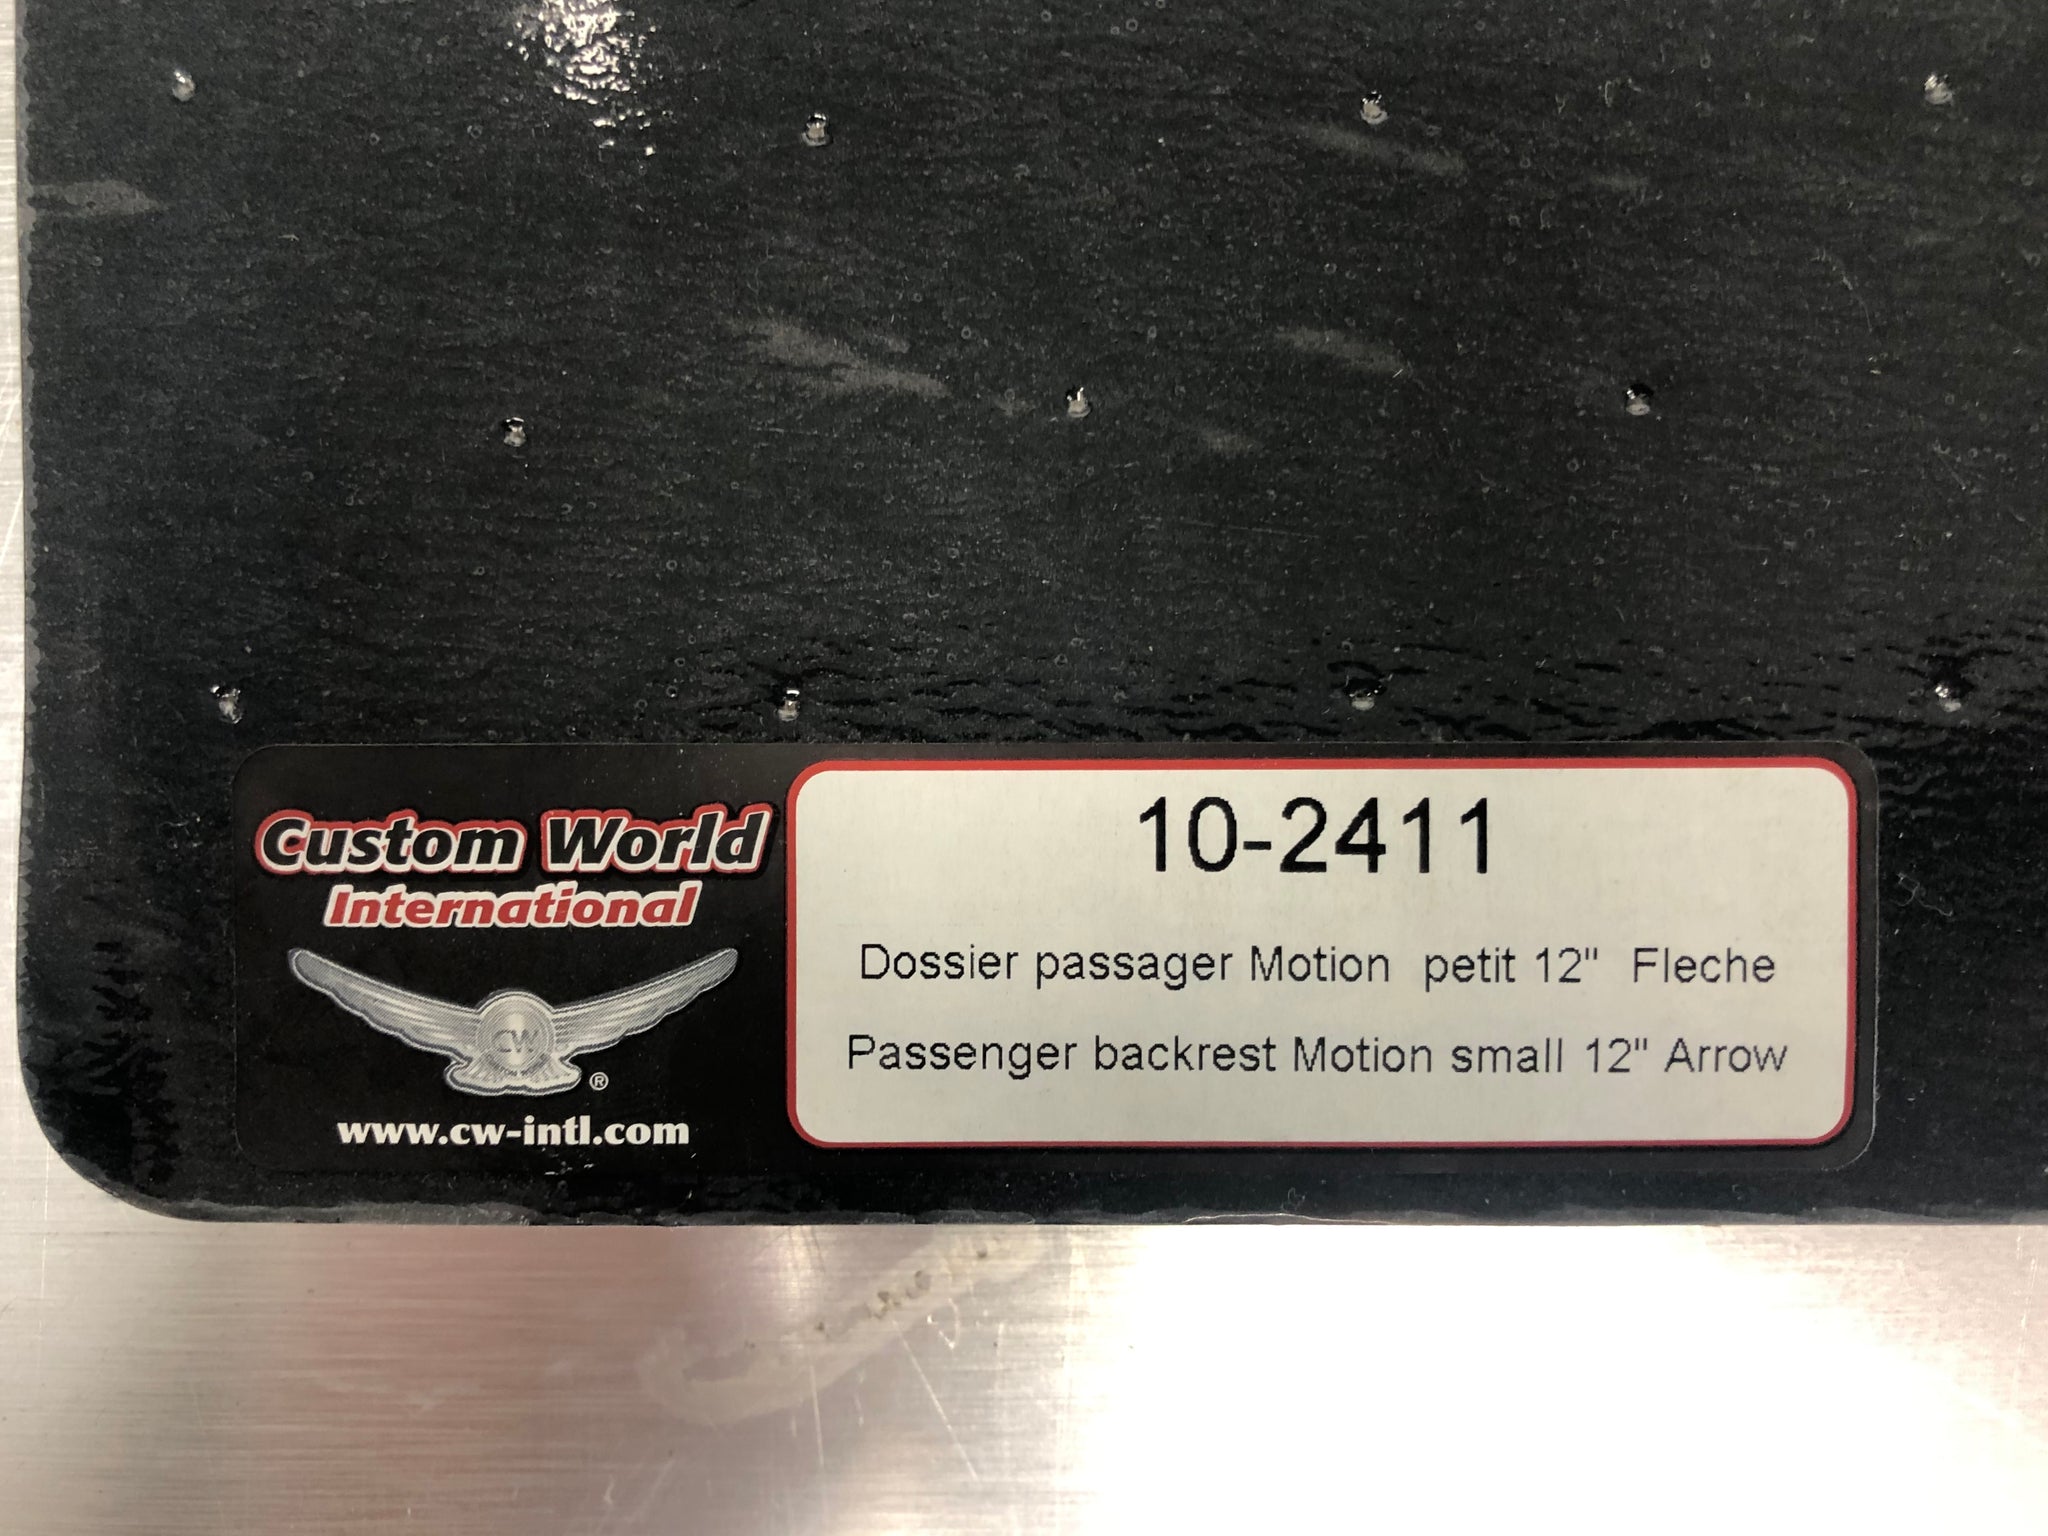 Custom World
International
CW
®
www.cw-intl.com
10-2411
Dossier passager Motion petit 12" Fleche
Passenger backrest Motion small 12" Arrow